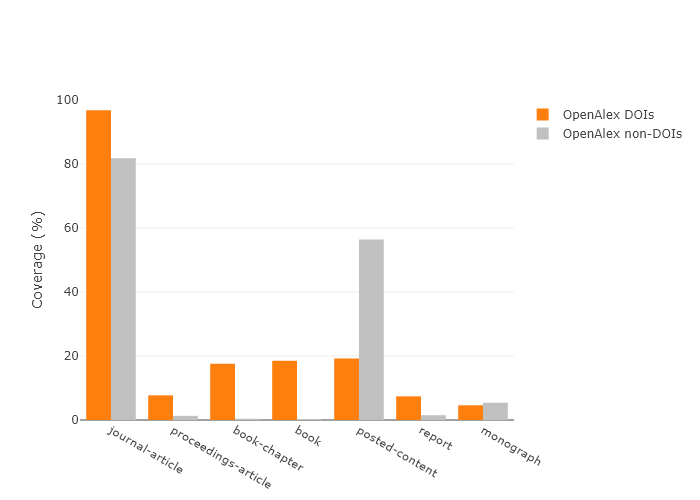 OpenAlex DOIs
OpenAlex non-DOIs
Coverage (%)
100
80
60
40
20
0
journal-article
proceedings-article
book-chapter
book
posted-content
report
monograph